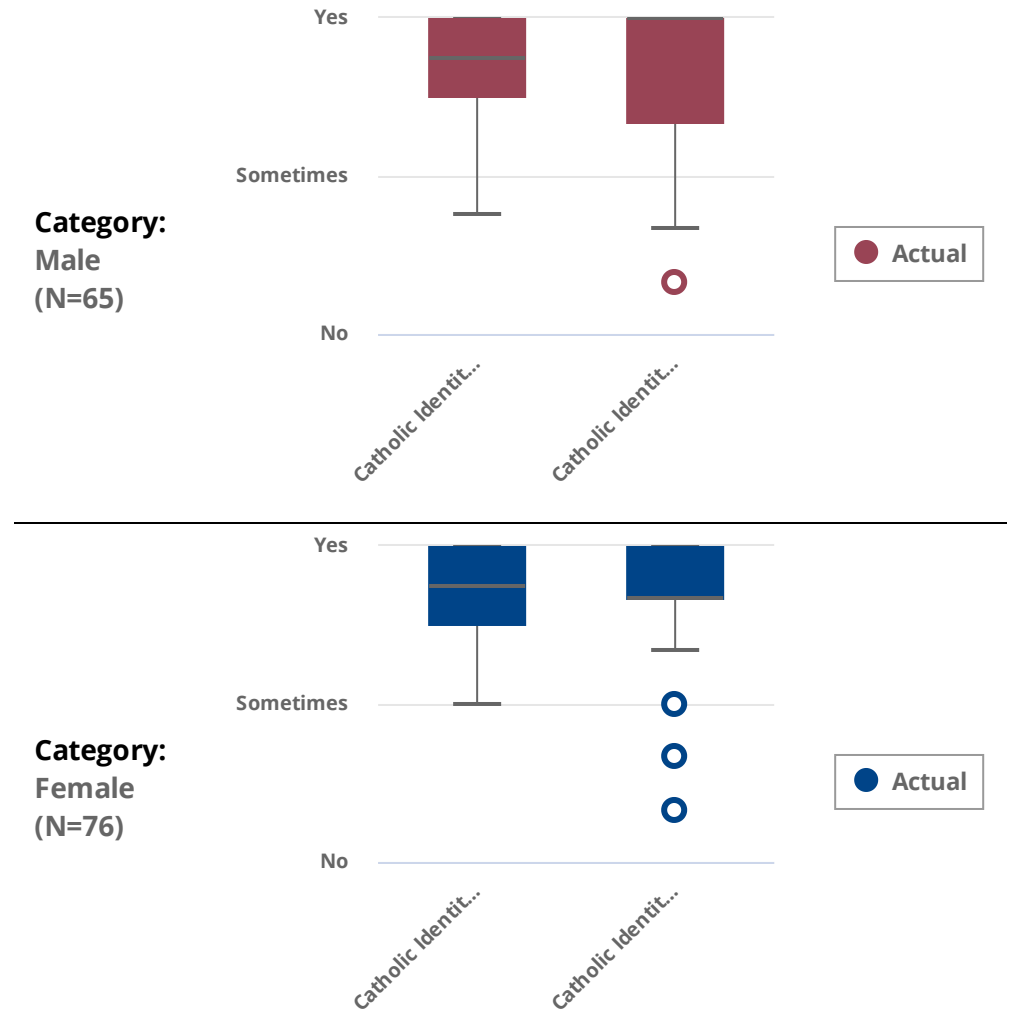 Yes
Sometimes
No
Category:
Male
(N=65)
Actual
Catholic Identit...
Catholic Identit...
Yes
Sometimes
No
Category:
Female
(N=76)
Actual
Catholic Identit...
Catholic Identit...